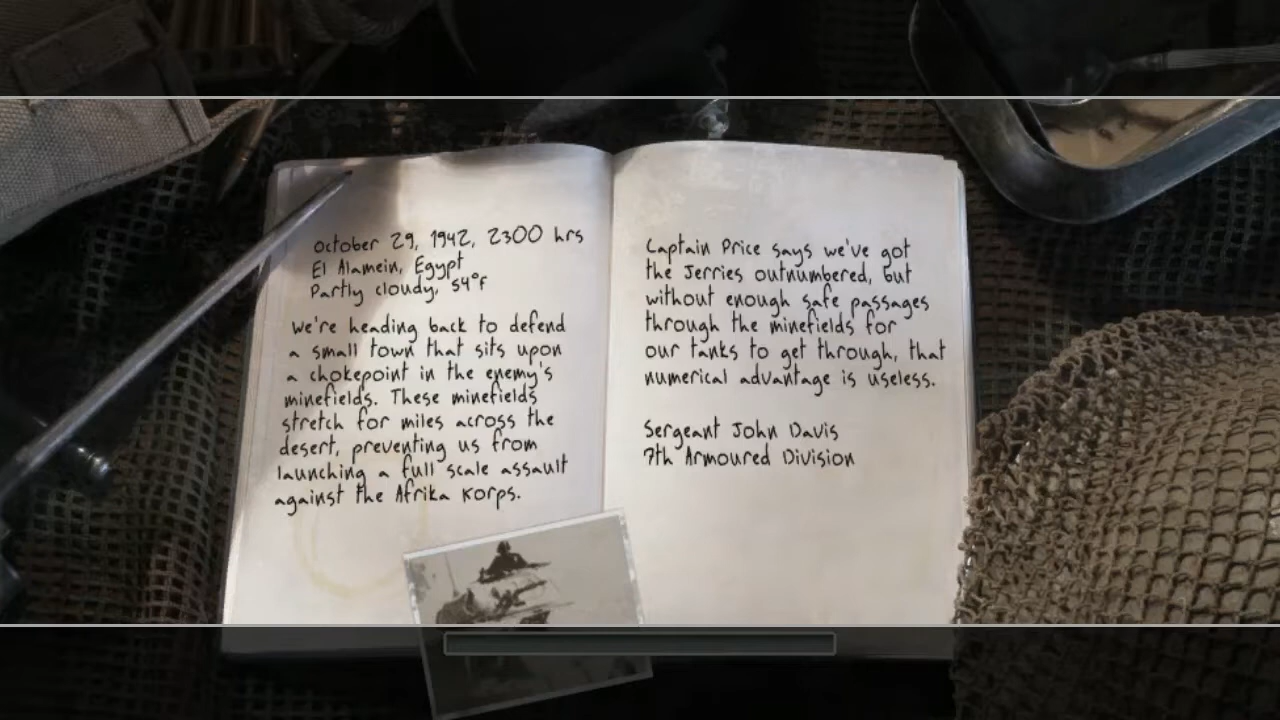 October 29, 1942, 2300 hrs
El Alamein, Egypt
Partly cloudy, 54°F
We're heading back to defend
a small town that sits upon
a chokepoint in the enemy's
minefields. These minefields
stretch for miles across the
desert, preventing us from
launching a full scale assault
against the Afrika Korps.
Captain Price says we've got
the Jerries outnumbered, but
without enough safe passages
through the minefields for
our tanks to get through, that
numerical advantage is useless.
Sergeant John Davis
7th Armoured Division